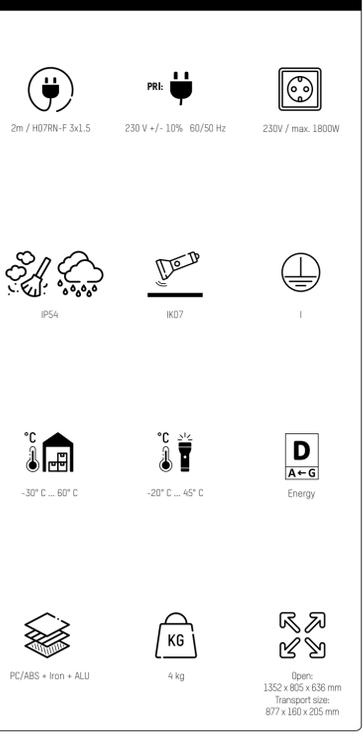 PRI:
2m / H07RN-F 3x1.5
230 V +/- 10% 60/50 Hz
230V / max. 1800W
IP54
IK07
I
°C
°C
D
A←G
-30° C ... 60° C
-20° C ... 45° C
Energy
KG
PC/ABS + Iron + ALU
4 kg
Open:
1352 x 805 x 636 mm
Transport size:
877 x 160 x 205 mm